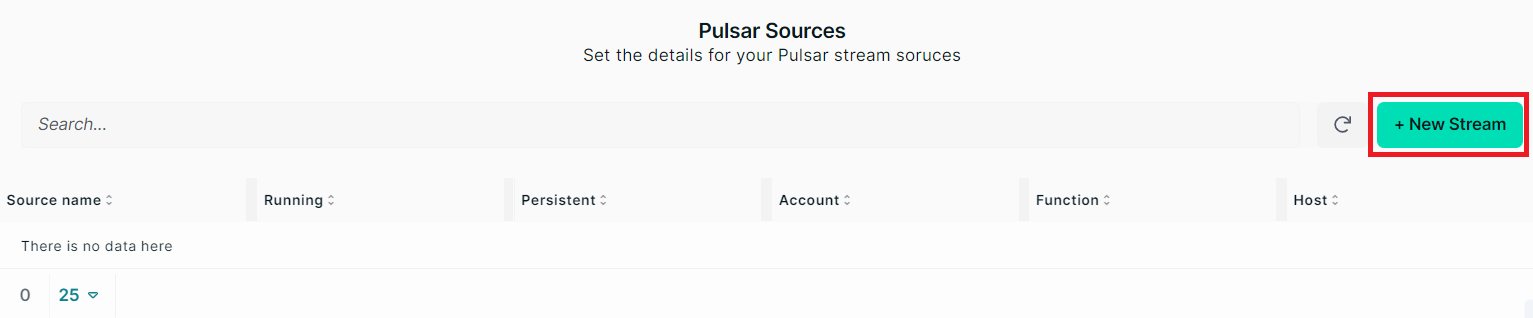 Pulsar Sources
Set the details for your Pulsar stream soruces
Search...
+ New Stream
Source name Running Persistent Account Function Host
There is no data here
0 25